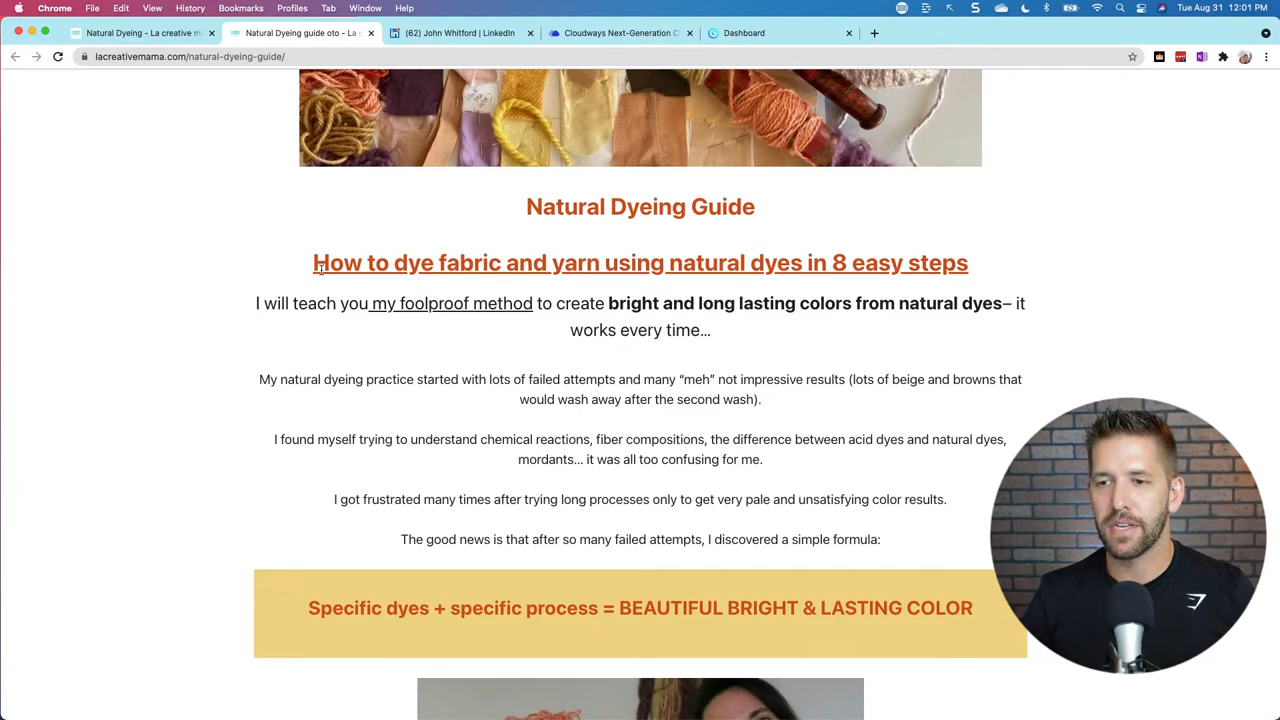 Chrome File Edit View History Bookmarks Profiles Tab Window Help Tue Aug 31 12:01 PM
Natural Dyeing - La creative m Natural Dyeing guide oto - La c (62) John Whitford | LinkedIn Cloudways Next-Generation C Dashboard
lacreativemama.com/natural-dyeing-guide/
Natural Dyeing Guide
How to dye fabric and yarn using natural dyes in 8 easy steps
I will teach you my foolproof method to create bright and long lasting colors from natural dyes– it
works every time...
My natural dyeing practice started with lots of failed attempts and many “meh” not impressive results (lots of beige and browns that
would wash away after the second wash).
I found myself trying to understand chemical reactions, fiber compositions, the difference between acid dyes and natural dyes,
mordants... it was all too confusing for me.
I got frustrated many times after trying long processes only to get very pale and unsatisfying color results.
The good news is that after so many failed attempts, I discovered a simple formula:
Specific dyes + specific process = BEAUTIFUL BRIGHT & LASTING COLOR